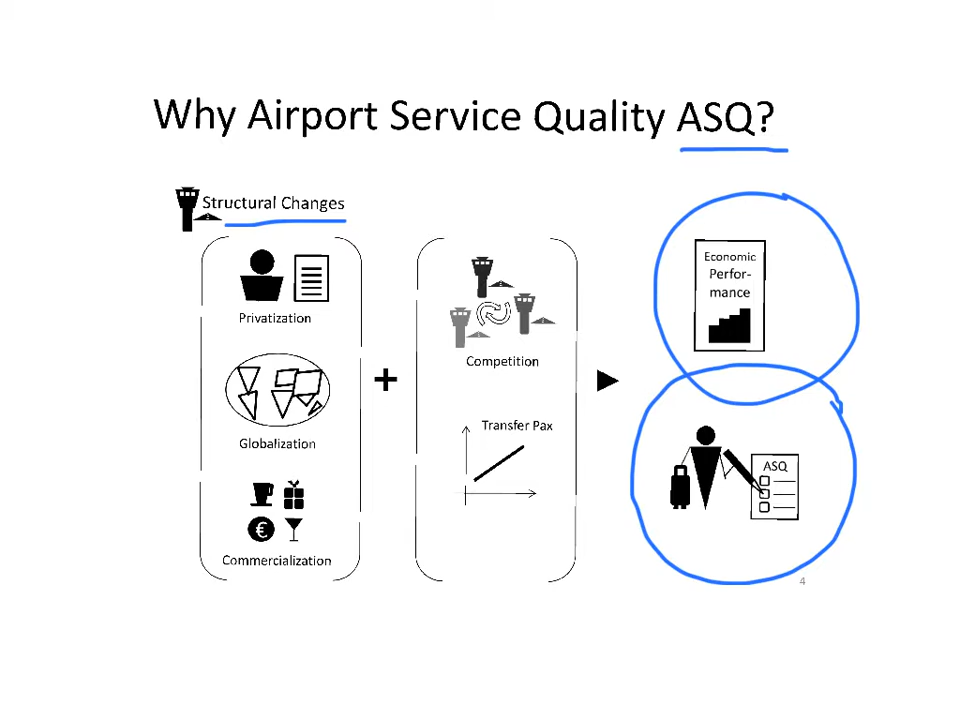 Why Airport Service Quality ASQ?
Structural Changes
Privatization
Globalization
€
Commercialization
+
Competition
Transfer Pax
Economic
Perfor-
mance
ASQ
4